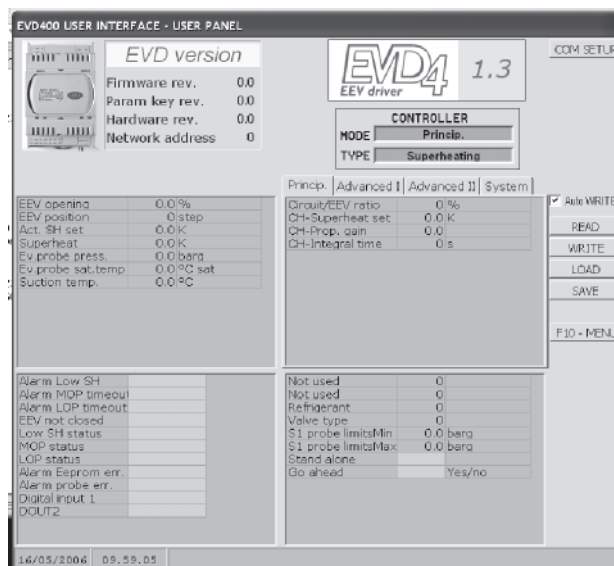 EVD400 USER INTERFACE - USER PANEL
EVD version
Firmware rev. 0.0
Param key rev. 0.0
Hardware rev. 0.0
Network address 0
EVD4
EEV driver
1.3
COM SETUP
CONTROLLER
MODE Princip.
TYPE Superheating
Princip. Advanced I Advanced II System
EEV opening 0.0 %
EEV position 0 step
Act. SH set 0.0 K
Superheat 0.0 K
Ev.probe press. 0.0 barg
Ev.probe sat.temp 0.0 °C sat
Suction temp. 0.0 °C
Circuit/EEV ratio 0 %
CH-Superheat set 0.0 K
CH-Prop. gain 0.0
CH-Integral time 0 s
Auto WRITE
READ
WRITE
LOAD
SAVE
F10 - MENU
Alarm Low SH
Alarm MOP timeout
Alarm LOP timeout
EEV not closed
Low SH status
MOP status
LOP status
Alarm Eeprom err.
Alarm probe err.
Digital input 1
DOUT2
Not used 0
Not used 0
Refrigerant 0
Valve type 0
S1 probe limitsMin 0.0 barg
S1 probe limitsMax 0.0 barg
Stand alone
Go ahead Yes/no
16/05/2006 09.59.05